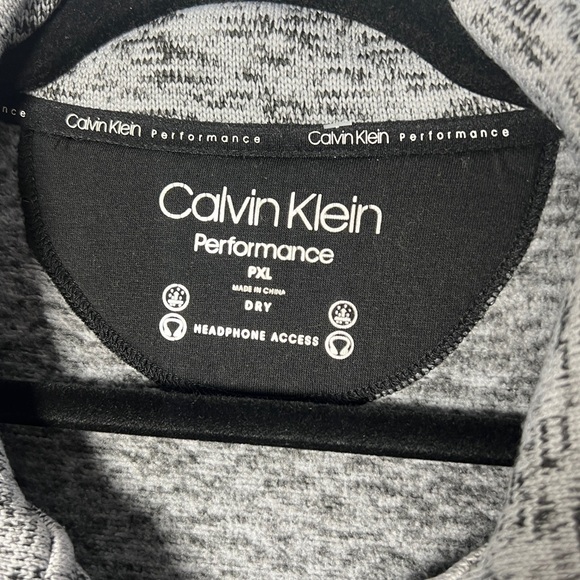 Calvin Klein Performance Calvin Klein Performance
Calvin Klein
Performance
PXL
MADE IN CHINA
DRY
HEADPHONE ACCESS